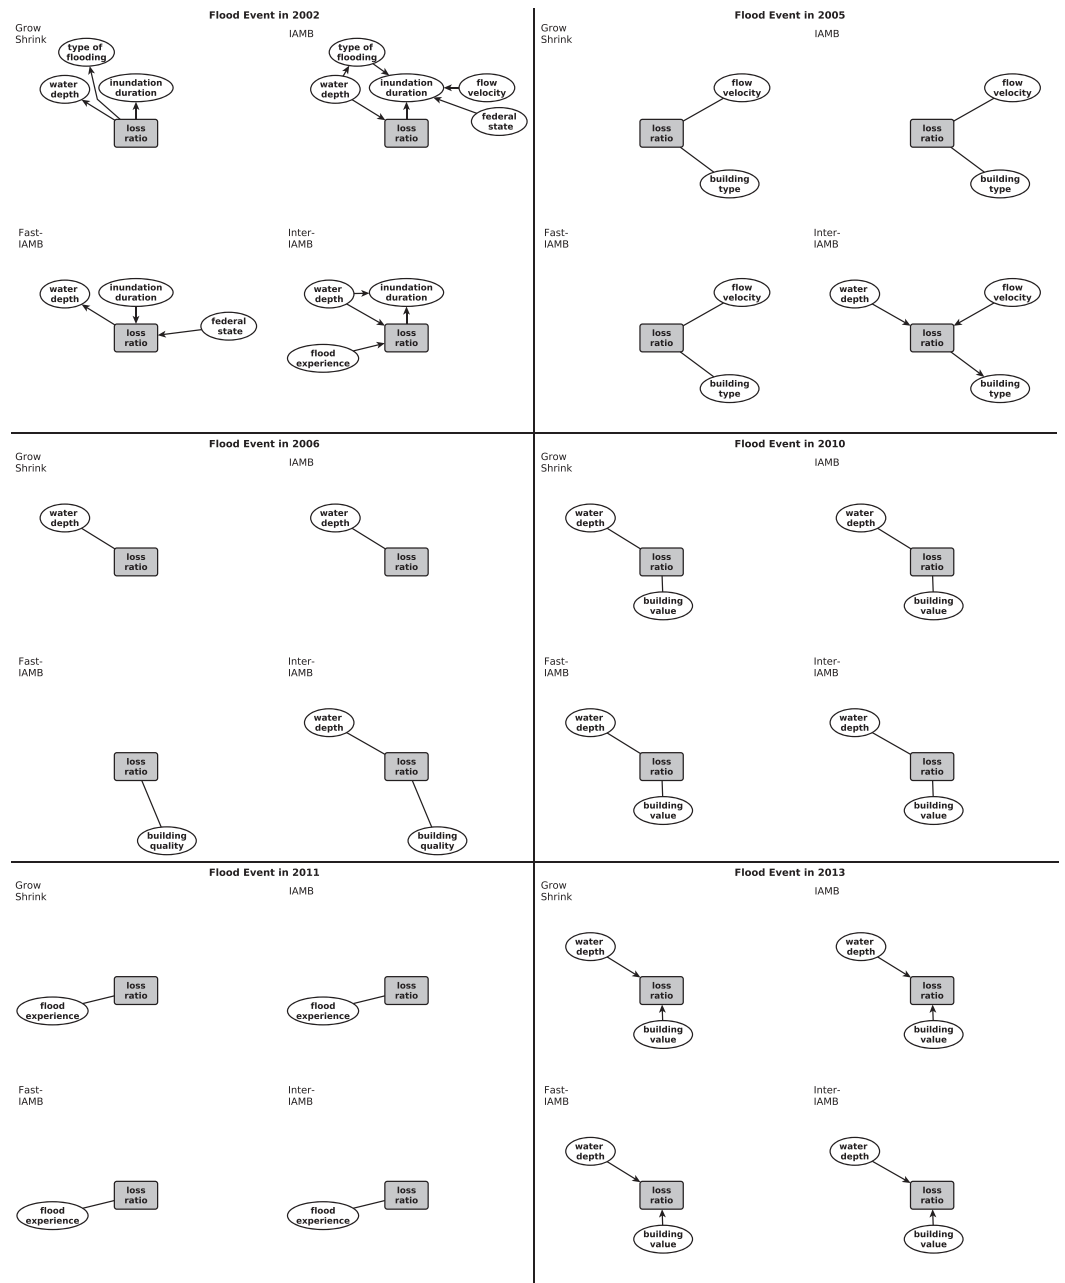 Flood Event in 2002
Grow
Shrink
type of
flooding
water
depth
inundation
duration
loss
ratio
IAMB
type of
flooding
water
depth
inundation
duration
flow
velocity
federal
state
loss
ratio
Fast-
IAMB
water
depth
inundation
duration
federal
state
loss
ratio
Inter-
IAMB
water
depth
inundation
duration
loss
ratio
flood
experience
Flood Event in 2005
Grow
Shrink
flow
velocity
loss
ratio
building
type
IAMB
flow
velocity
loss
ratio
building
type
Fast-
IAMB
flow
velocity
loss
ratio
building
type
Inter-
IAMB
water
depth
flow
velocity
loss
ratio
building
type
Flood Event in 2006
Grow
Shrink
water
depth
loss
ratio
IAMB
water
depth
loss
ratio
Fast-
IAMB
loss
ratio
building
quality
Inter-
IAMB
water
depth
loss
ratio
building
quality
Flood Event in 2010
Grow
Shrink
water
depth
loss
ratio
building
value
IAMB
water
depth
loss
ratio
building
value
Fast-
IAMB
water
depth
loss
ratio
building
value
Inter-
IAMB
water
depth
loss
ratio
building
value
Flood Event in 2011
Grow
Shrink
loss
ratio
flood
experience
IAMB
loss
ratio
flood
experience
Fast-
IAMB
loss
ratio
flood
experience
Inter-
IAMB
loss
ratio
flood
experience
Flood Event in 2013
Grow
Shrink
water
depth
loss
ratio
building
value
IAMB
water
depth
loss
ratio
building
value
Fast-
IAMB
water
depth
loss
ratio
building
value
Inter-
IAMB
water
depth
loss
ratio
building
value